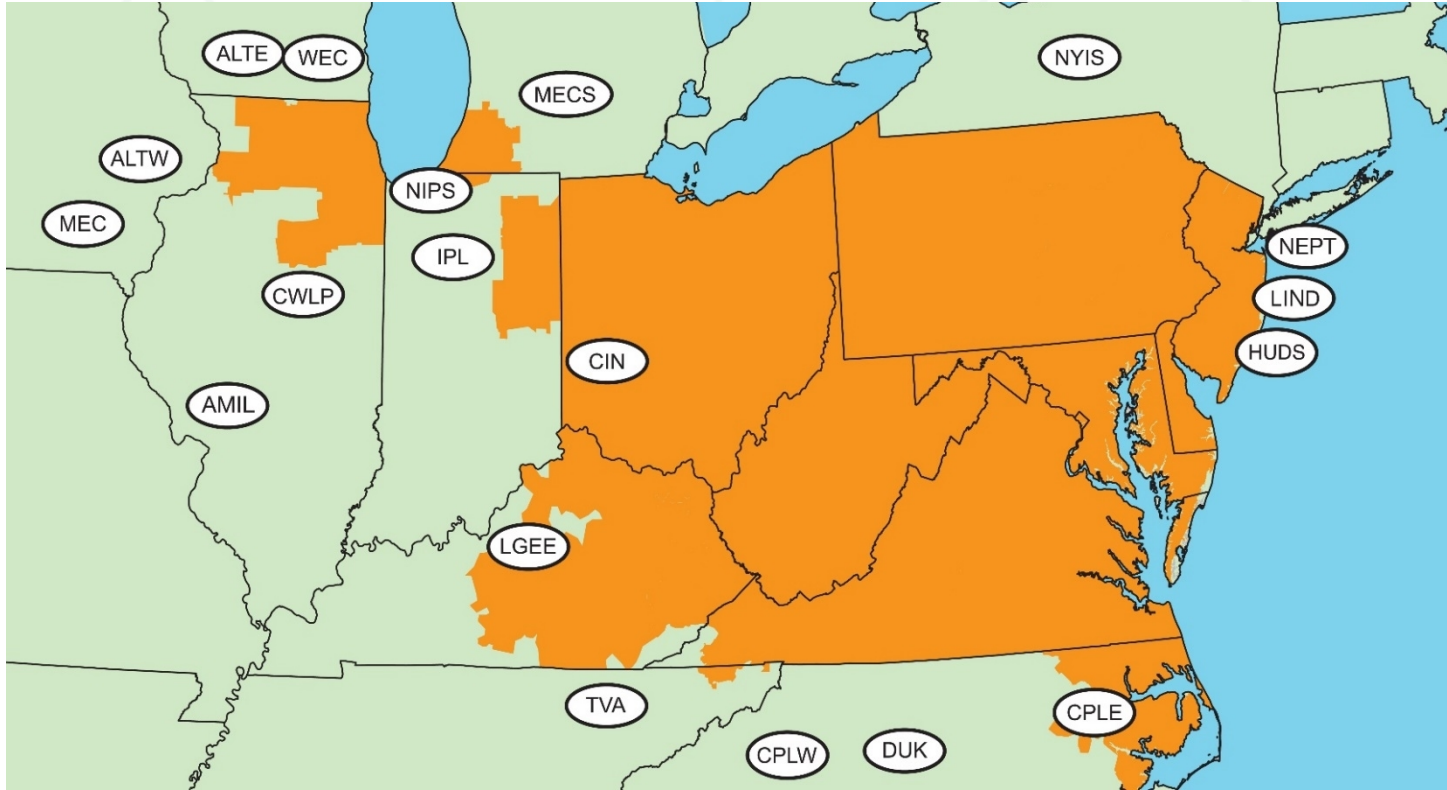 ALTE
WEC
NYIS
MECS
ALTW
NIPS
MEC
NEPT
IPL
CWLP
LIND
HUDS
CIN
AMIL
LGEE
TVA
CPLE
CPLW
DUK